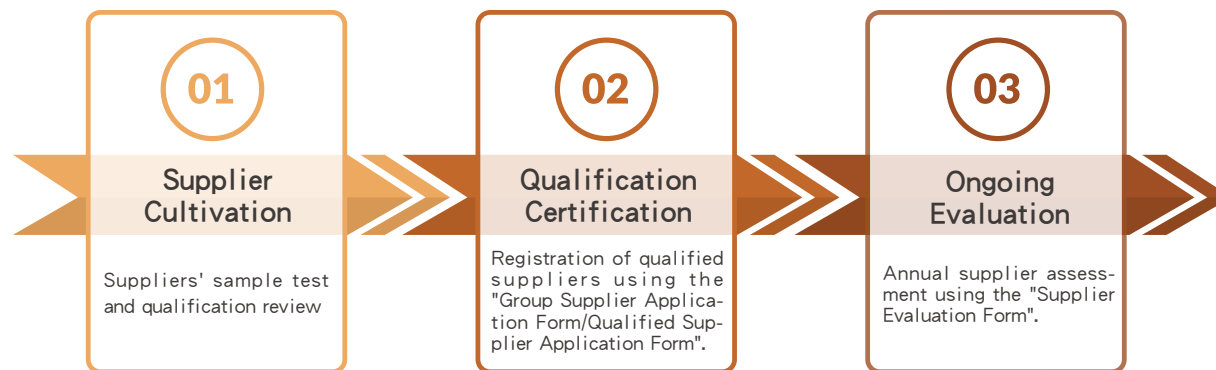 01
Supplier
Cultivation
Suppliers' sample test
and qualification review
02
Qualification
Certification
Registration of qualified
suppliers using the
"Group Supplier Applica-
tion Form/Qualified Sup-
plier Application Form".
03
Ongoing
Evaluation
Annual supplier assess-
ment using the "Supplier
Evaluation Form".